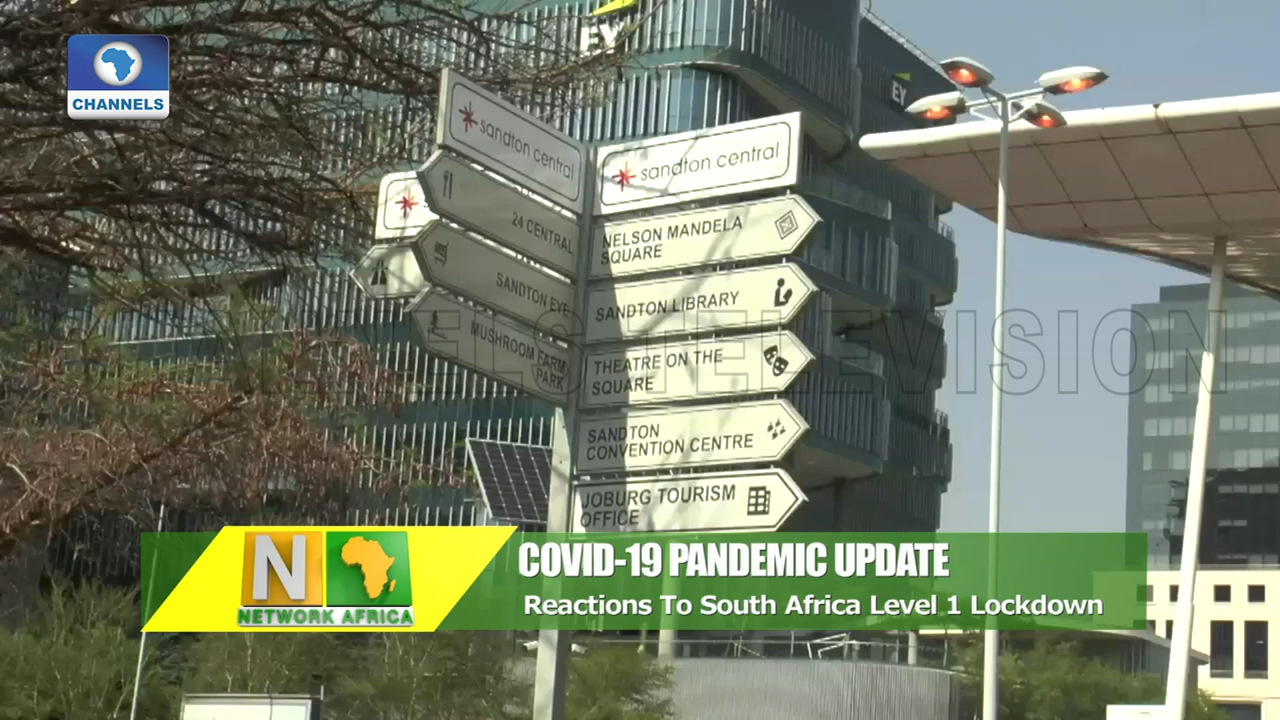 CHANNELS
EY
EY
sandton central
sandton central
24 CENTRAL
SANDTON EYE
MUSHROOM FARM
PARK
NELSON MANDELA
SQUARE
SANDTON LIBRARY
THEATRE ON THE
SQUARE
SANDTON
CONVENTION CENTRE
JOBURG TOURISM
OFFICE
TELEVISION
N
NETWORK AFRICA
COVID-19 PANDEMIC UPDATE
Reactions To South Africa Level 1 Lockdown